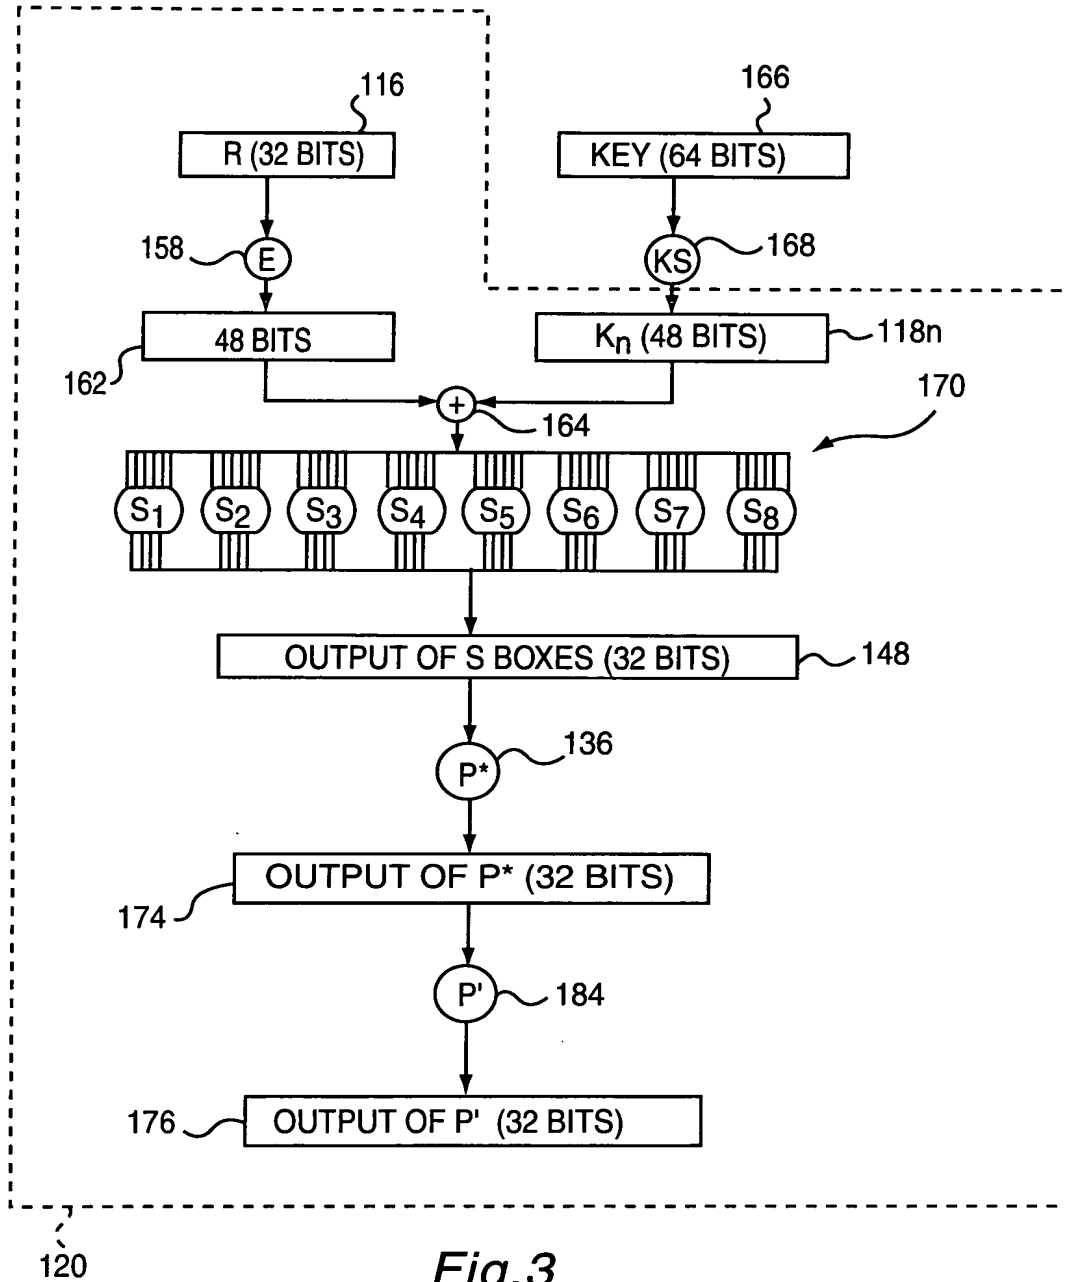 116
166
R (32 BITS)
KEY (64 BITS)
158
E
KS
168
48 BITS
Kn (48 BITS)
118n
162
+
164
170
S1 S2 S3 S4 S5 S6 S7 S8
OUTPUT OF S BOXES (32 BITS)
148
136
P*
OUTPUT OF P* (32 BITS)
174
P'
184
176
OUTPUT OF P' (32 BITS)
120
Fig.3